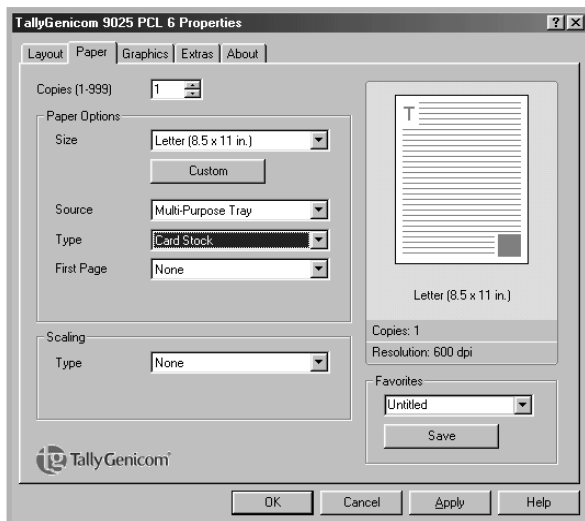 TallyGenicom 9025 PCL 6 Properties
Layout Paper Graphics Extras About
Copies (1-999) 1
Paper Options
Size Letter (8.5 x 11 in.)
Custom
Source Multi-Purpose Tray
Type Card Stock
First Page None
Scaling
Type None
T
Letter (8.5 x 11 in.)
Copies: 1
Resolution: 600 dpi
Favorites
Untitled
Save
tg TallyGenicom
OK Cancel Apply Help